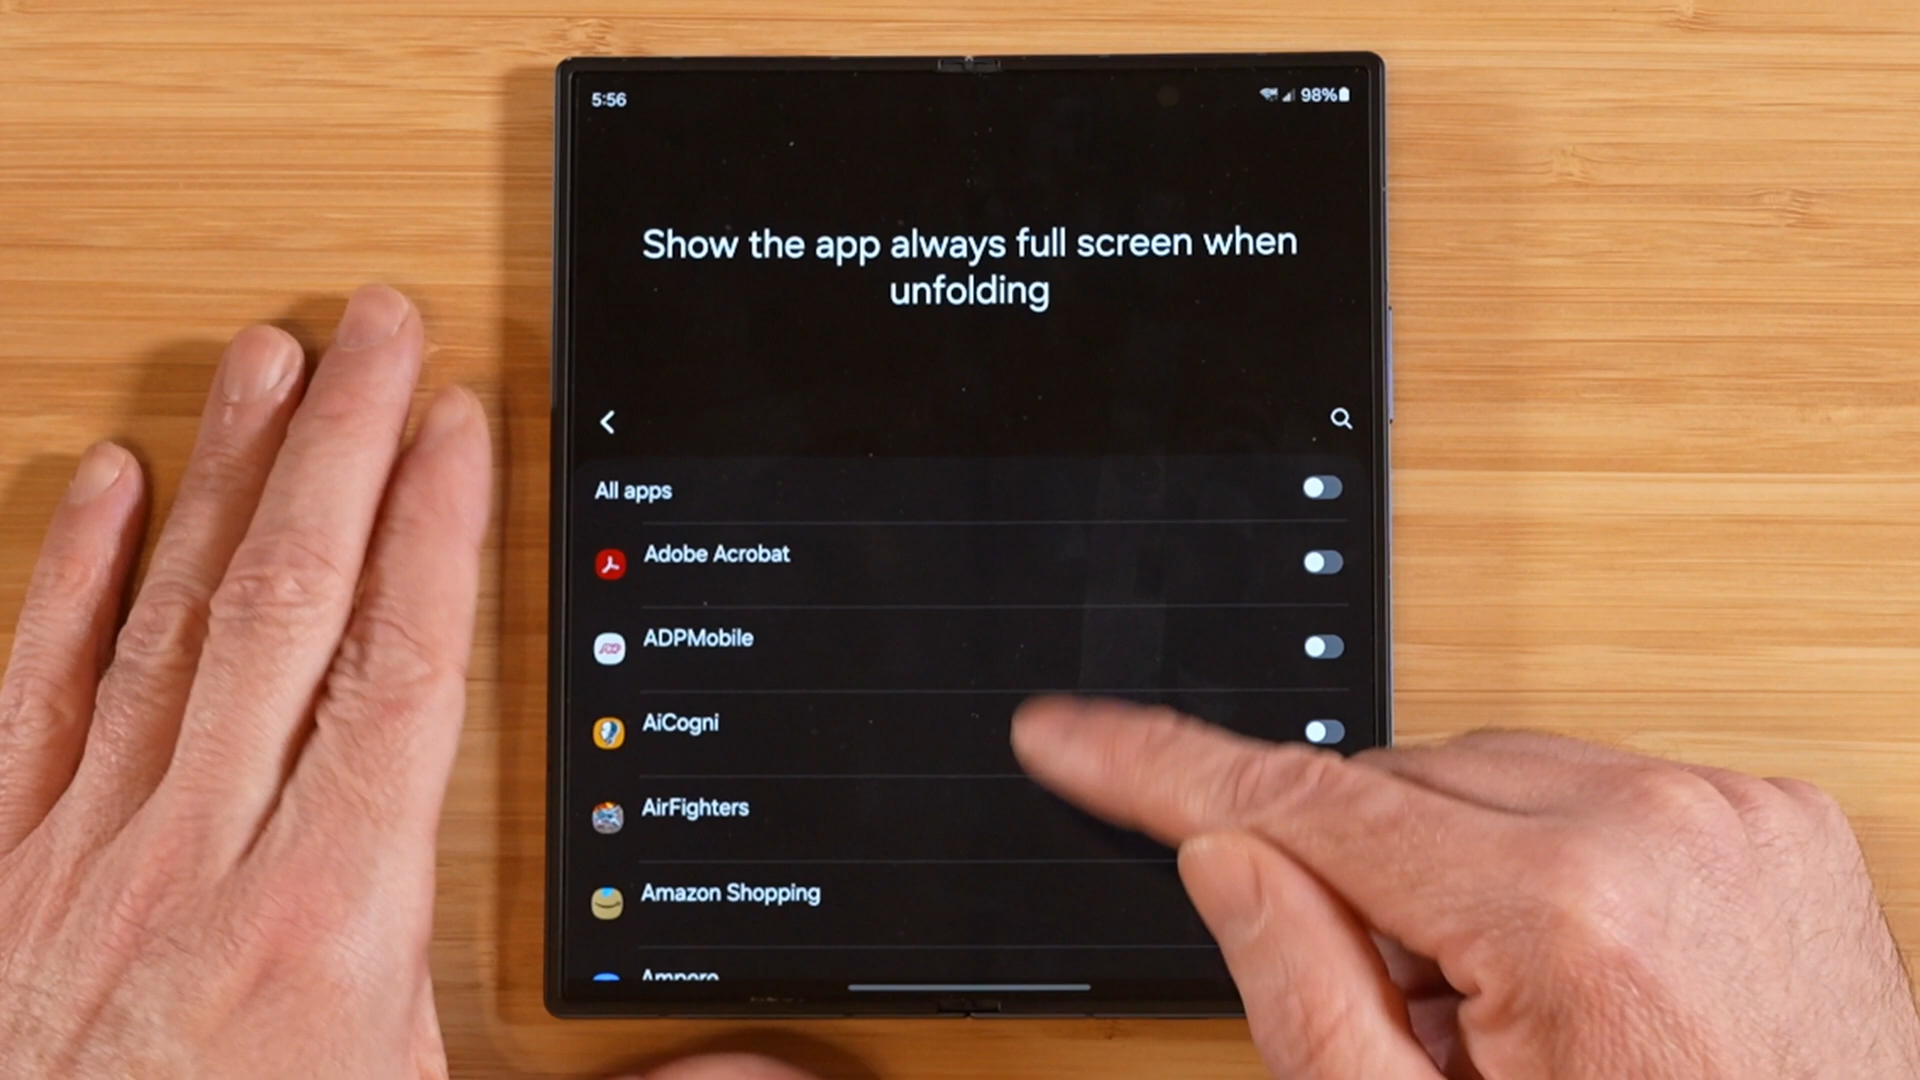 5:56
98%
Show the app always full screen when
unfolding
All apps
Adobe Acrobat
ADPMobile
AiCogni
AirFighters
Amazon Shopping
Ampere